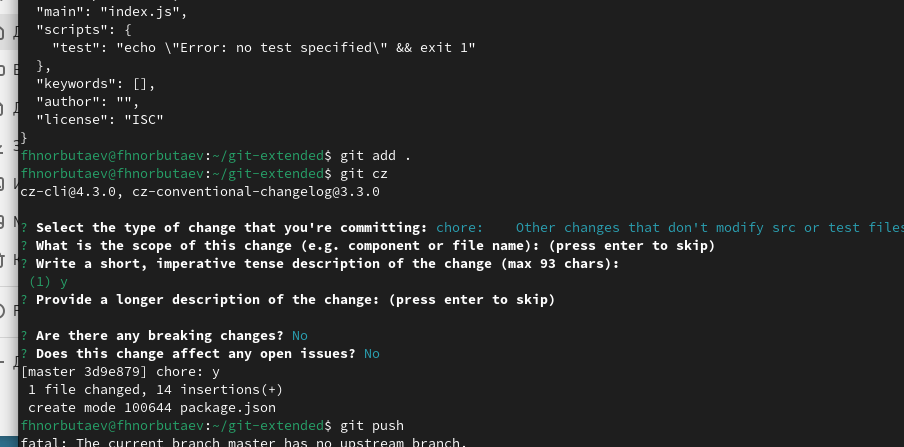 "main": "index.js",
"scripts": {
"test": "echo \"Error: no test specified\" && exit 1"
},
"keywords": [],
"author": "",
"license": "ISC"
}
fhnorbutaev@fhnorbutaev:~/git-extended$ git add .
fhnorbutaev@fhnorbutaev:~/git-extended$ git cz
cz-cli@4.3.0, cz-conventional-changelog@3.3.0
? Select the type of change that you're committing: chore:    Other changes that don't modify src or test files
? What is the scope of this change (e.g. component or file name): (press enter to skip)
? Write a short, imperative tense description of the change (max 93 chars):
(1) y
? Provide a longer description of the change: (press enter to skip)
? Are there any breaking changes? No
? Does this change affect any open issues? No
[master 3d9e879] chore: y
1 file changed, 14 insertions(+)
create mode 100644 package.json
fhnorbutaev@fhnorbutaev:~/git-extended$ git push
fatal: The current branch master has no upstream branch.